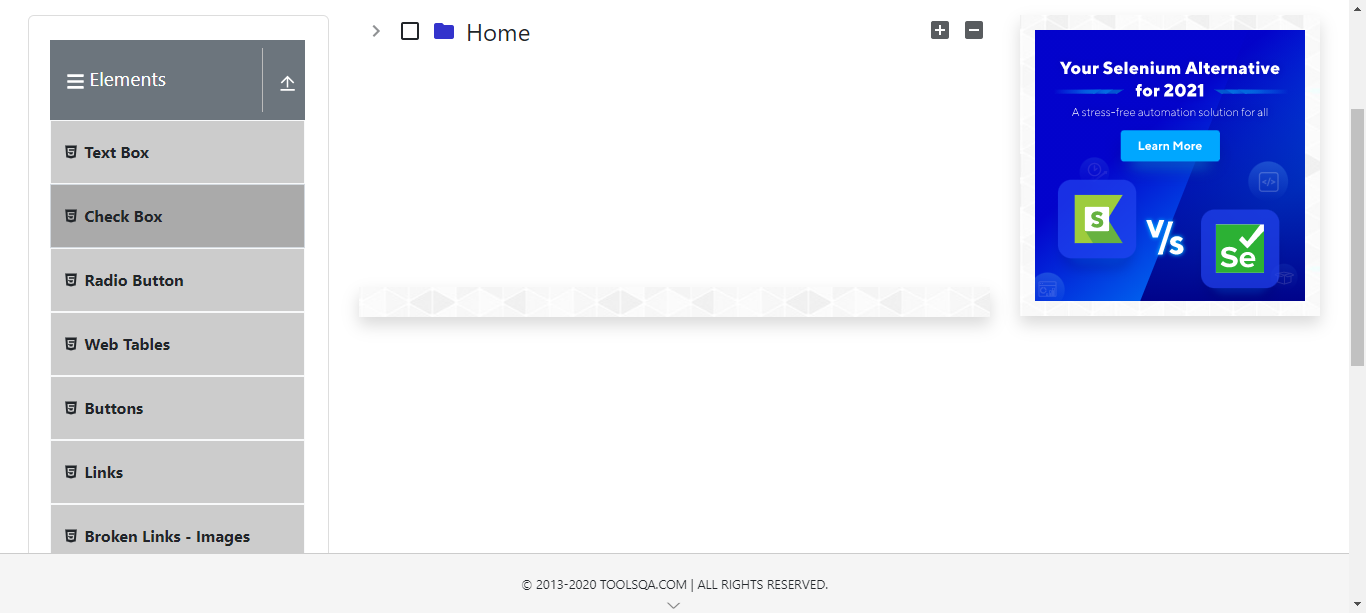 Elements
Text Box
Check Box
Radio Button
Web Tables
Buttons
Links
Broken Links - Images
Home
Your Selenium Alternative
for 2021
A stress-free automation solution for all
Learn More
S
V/s
Se
© 2013-2020 TOOLSQA.COM | ALL RIGHTS RESERVED.